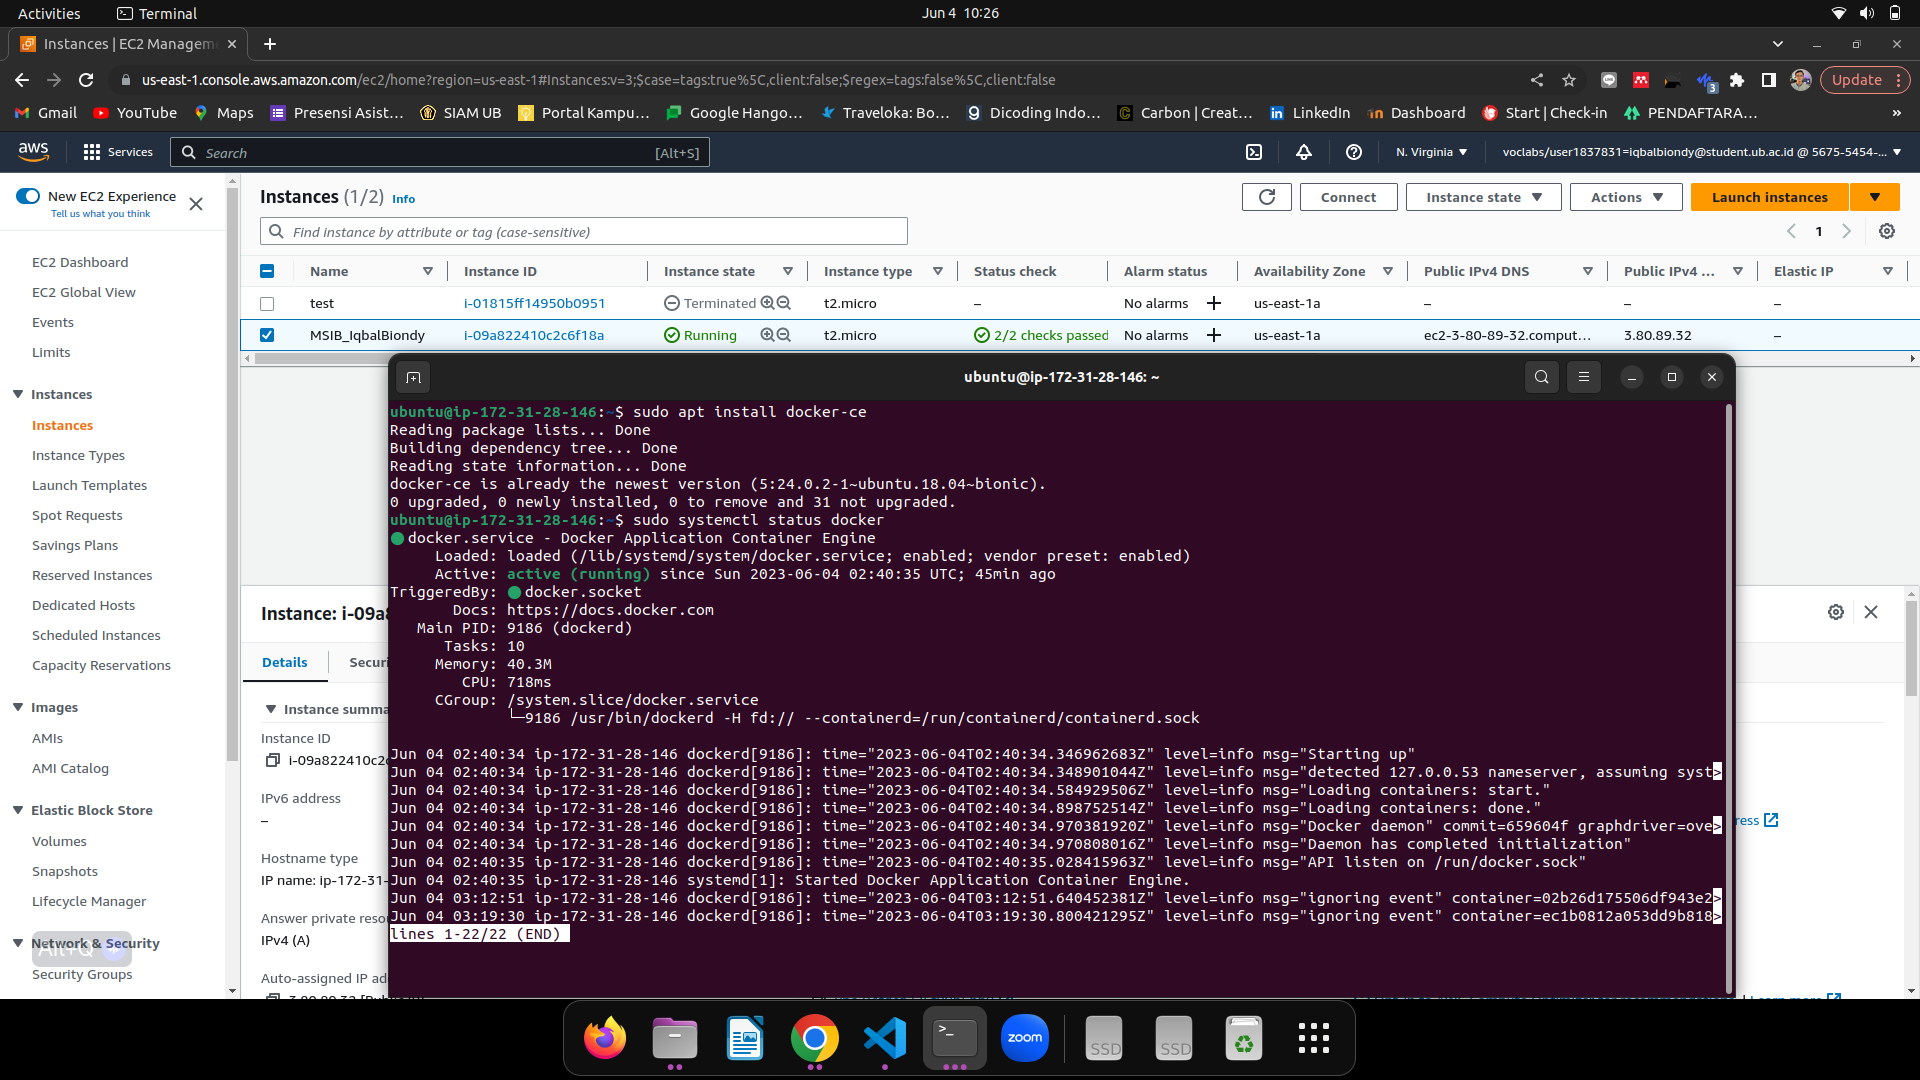 Activities
Terminal
Jun 4 10:26
Instances | EC2 Managem
us-east-1.console.aws.amazon.com/ec2/home?region=us-east-1#Instances:v=3;$case=tags:true%5C,client:false;$regex=tags:false%5C,client:false
3
Update
Gmail YouTube Maps Presensi Asist... SIAM UB Portal Kampu... Google Hango... Traveloka: Bo... Dicoding Indo... Carbon | Creat... LinkedIn Dashboard Start | Check-in PENDAFTARA... »
aws Services Search [Alt+S] N. Virginia voclabs/user1837831=iqbalbiondy@student.ub.ac.id @ 5675-5454-...
New EC2 Experience
Tell us what you think
EC2 Dashboard
EC2 Global View
Events
Limits
Instances
Instances
Instance Types
Launch Templates
Spot Requests
Savings Plans
Reserved Instances
Dedicated Hosts
Scheduled Instances
Capacity Reservations
Images
AMIs
AMI Catalog
Elastic Block Store
Volumes
Snapshots
Lifecycle Manager
Network & Security
Alt+Q
Security Groups
Instances (1/2) Info
Connect Instance state Actions Launch instances
Find instance by attribute or tag (case-sensitive)
1
Name Instance ID Instance state Instance type Status check Alarm status Availability Zone Public IPv4 DNS Public IPv4 ... Elastic IP
test i-01815ff14950b0951 Terminated t2.micro – No alarms us-east-1a – – –
MSIB_IqbalBiondy i-09a822410c2c6f18a Running t2.micro 2/2 checks passed No alarms us-east-1a ec2-3-80-89-32.comput... 3.80.89.32 –
Instance: i-09a8
Details Securi
Instance summa
Instance ID
i-09a822410c2c
IPv6 address
–
Hostname type
IP name: ip-172-31-
Answer private reso
IPv4 (A)
Auto-assigned IP ad
ress
ubuntu@ip-172-31-28-146: ~
ubuntu@ip-172-31-28-146:~$ sudo apt install docker-ce
Reading package lists... Done
Building dependency tree... Done
Reading state information... Done
docker-ce is already the newest version (5:24.0.2-1~ubuntu.18.04~bionic).
0 upgraded, 0 newly installed, 0 to remove and 31 not upgraded.
ubuntu@ip-172-31-28-146:~$ sudo systemctl status docker
docker.service - Docker Application Container Engine
Loaded: loaded (/lib/systemd/system/docker.service; enabled; vendor preset: enabled)
Active: active (running) since Sun 2023-06-04 02:40:35 UTC; 45min ago
TriggeredBy: docker.socket
Docs: https://docs.docker.com
Main PID: 9186 (dockerd)
Tasks: 10
Memory: 40.3M
CPU: 718ms
CGroup: /system.slice/docker.service
└─9186 /usr/bin/dockerd -H fd:// --containerd=/run/containerd/containerd.sock
Jun 04 02:40:34 ip-172-31-28-146 dockerd[9186]: time="2023-06-04T02:40:34.346962683Z" level=info msg="Starting up"
Jun 04 02:40:34 ip-172-31-28-146 dockerd[9186]: time="2023-06-04T02:40:34.348901044Z" level=info msg="detected 127.0.0.53 nameserver, assuming syst>
Jun 04 02:40:34 ip-172-31-28-146 dockerd[9186]: time="2023-06-04T02:40:34.584929506Z" level=info msg="Loading containers: start."
Jun 04 02:40:34 ip-172-31-28-146 dockerd[9186]: time="2023-06-04T02:40:34.898752514Z" level=info msg="Loading containers: done."
Jun 04 02:40:34 ip-172-31-28-146 dockerd[9186]: time="2023-06-04T02:40:34.970381920Z" level=info msg="Docker daemon" commit=659604f graphdriver=ove>
Jun 04 02:40:34 ip-172-31-28-146 dockerd[9186]: time="2023-06-04T02:40:34.970808016Z" level=info msg="Daemon has completed initialization"
Jun 04 02:40:35 ip-172-31-28-146 dockerd[9186]: time="2023-06-04T02:40:35.028415963Z" level=info msg="API listen on /run/docker.sock"
Jun 04 02:40:35 ip-172-31-28-146 systemd[1]: Started Docker Application Container Engine.
Jun 04 03:12:51 ip-172-31-28-146 dockerd[9186]: time="2023-06-04T03:12:51.640452381Z" level=info msg="ignoring event" container=02b26d175506df943e2>
Jun 04 03:19:30 ip-172-31-28-146 dockerd[9186]: time="2023-06-04T03:19:30.800421295Z" level=info msg="ignoring event" container=ec1b0812a053dd9b818>
lines 1-22/22 (END)
zoom
SSD
SSD